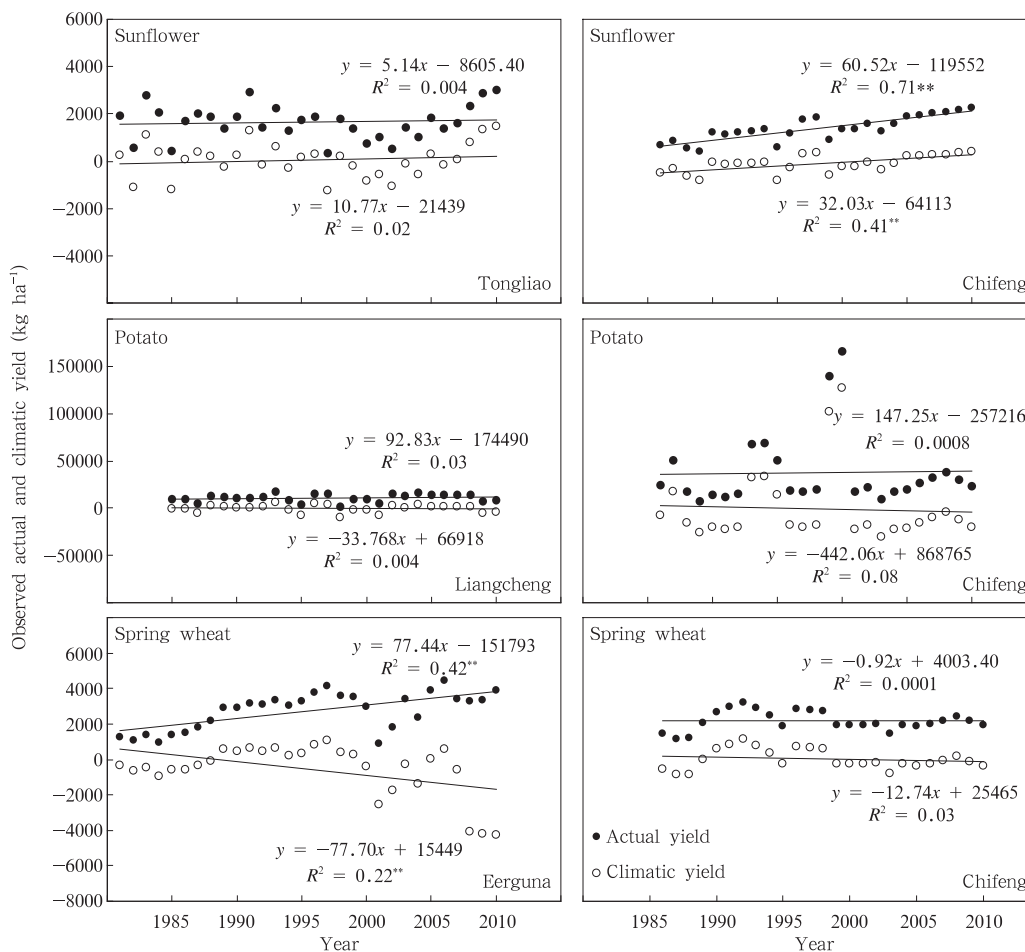 Observed actual and climatic yield (kg ha⁻¹)
6000
4000
2000
0
−2000
−4000
Sunflower
y = 5.14x − 8605.40
R² = 0.004
y = 10.77x − 21439
R² = 0.02
Tongliao
Sunflower
y = 60.52x − 119552
R² = 0.71**
y = 32.03x − 64113
R² = 0.41**
Chifeng
150000
100000
50000
0
−50000
Potato
y = 92.83x − 174490
R² = 0.03
y = −33.768x + 66918
R² = 0.004
Liangcheng
Potato
y = 147.25x − 257216
R² = 0.0008
y = −442.06x + 868765
R² = 0.08
Chifeng
6000
4000
2000
0
−2000
−4000
−6000
−8000
Spring wheat
y = 77.44x − 151793
R² = 0.42**
y = −77.70x + 15449
R² = 0.22**
Eerguna
1985 1990 1995 2000 2005 2010
Year
Spring wheat
y = −0.92x + 4003.40
R² = 0.0001
y = −12.74x + 25465
R² = 0.03
Actual yield
Climatic yield
Chifeng
1985 1990 1995 2000 2005 2010
Year